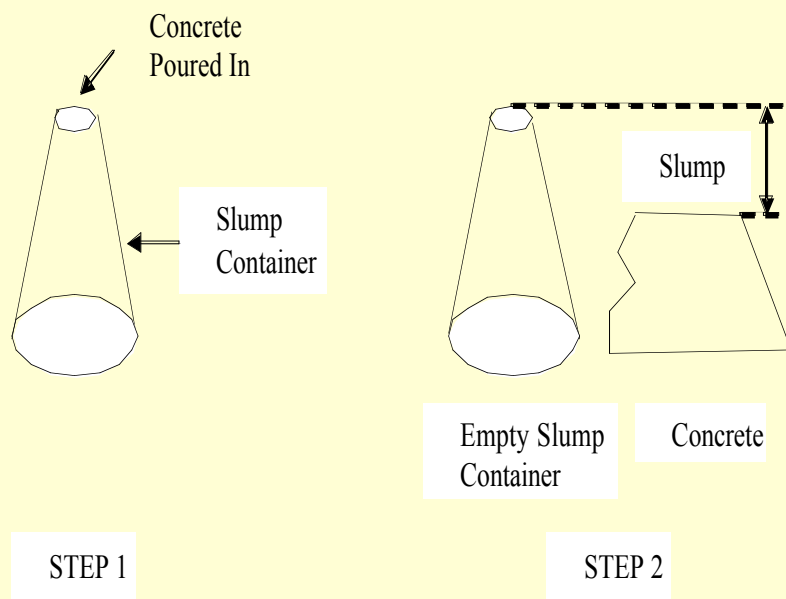 Concrete
Poured In
Slump
Container
STEP 1
Slump
Empty Slump
Container
Concrete
STEP 2